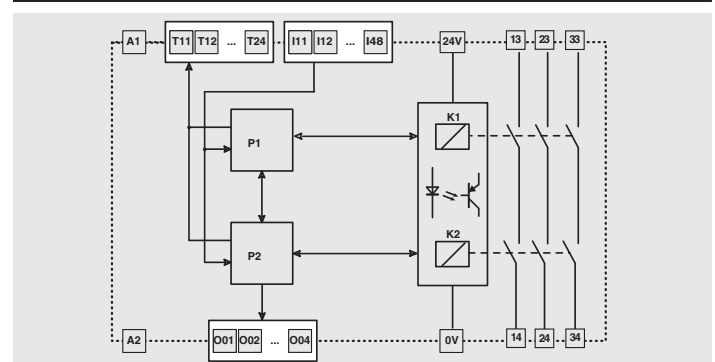 A1 T11 T12 ... T24 I11 I12 ... I48 24V 13 23 33
K1
P1
K2
P2
A2 O01 O02 ... O04 0V 14 24 34